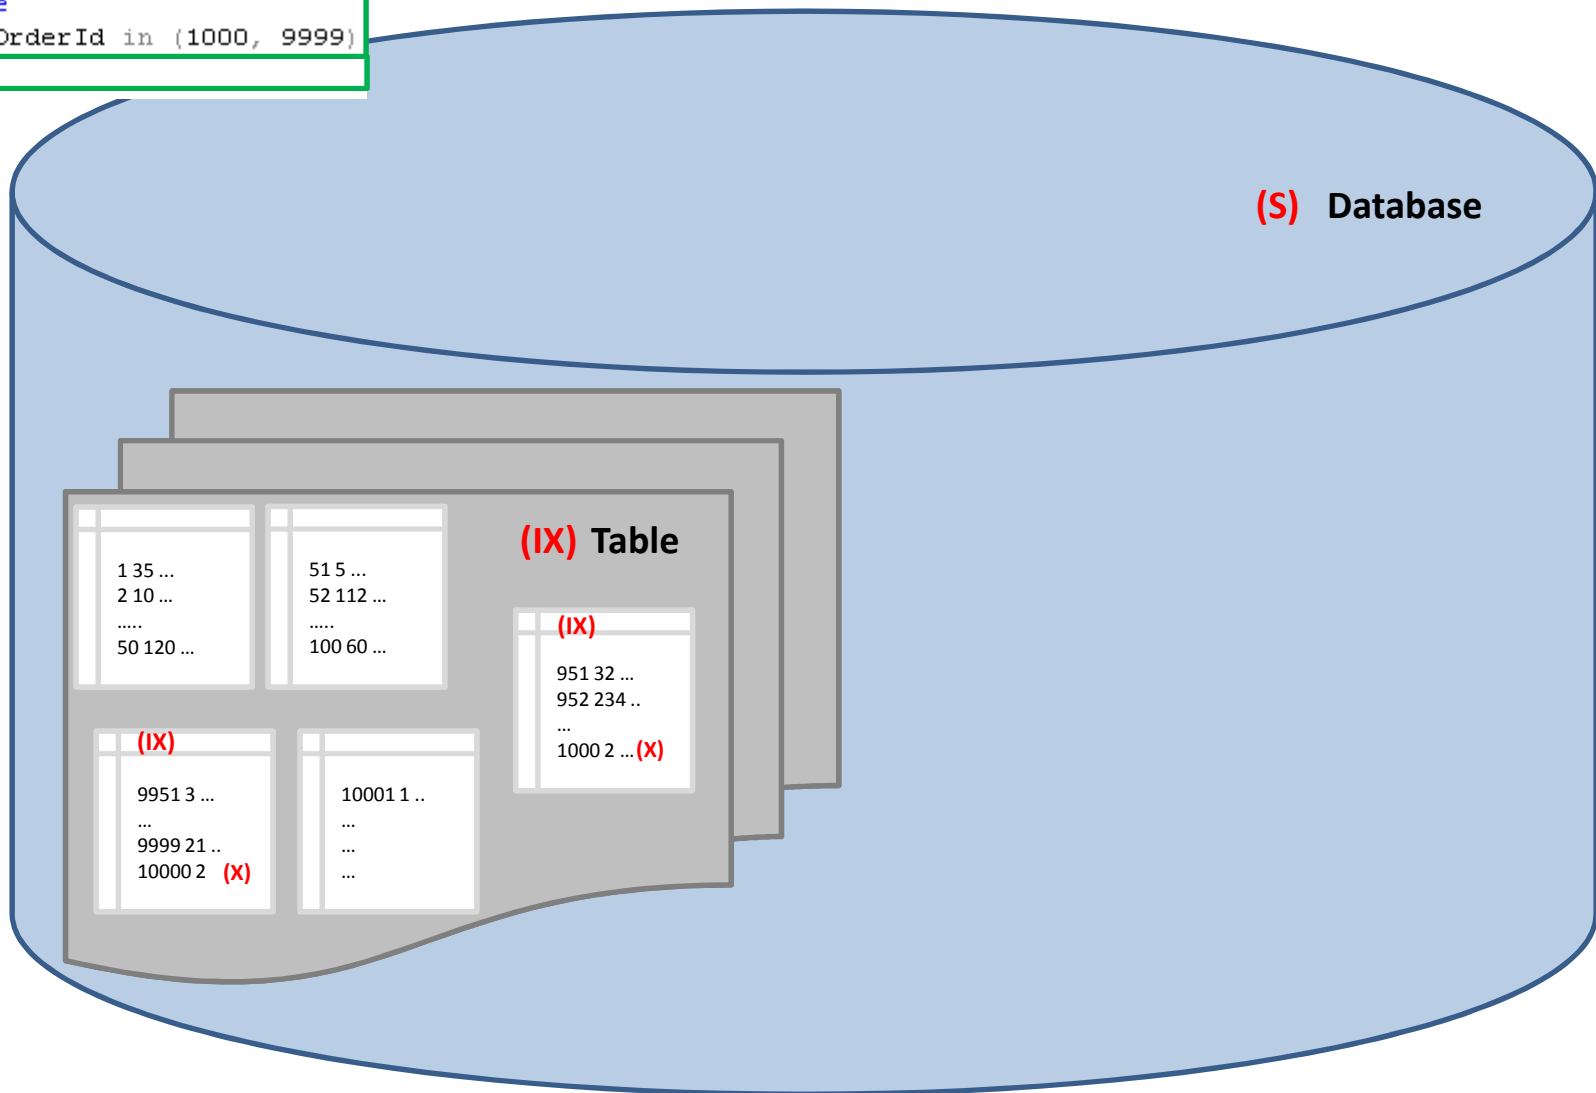 OrderId in (1000, 9999)
(S) Database
(IX) Table
1 35 ...
2 10 ...
.....
50 120 ...
51 5 ...
52 112 ...
.....
100 60 ...
(IX)
951 32 ...
952 234 ..
...
1000 2 ... (X)
(IX)
9951 3 ...
...
9999 21 ..
10000 2 (X)
10001 1 ..
...
...
...